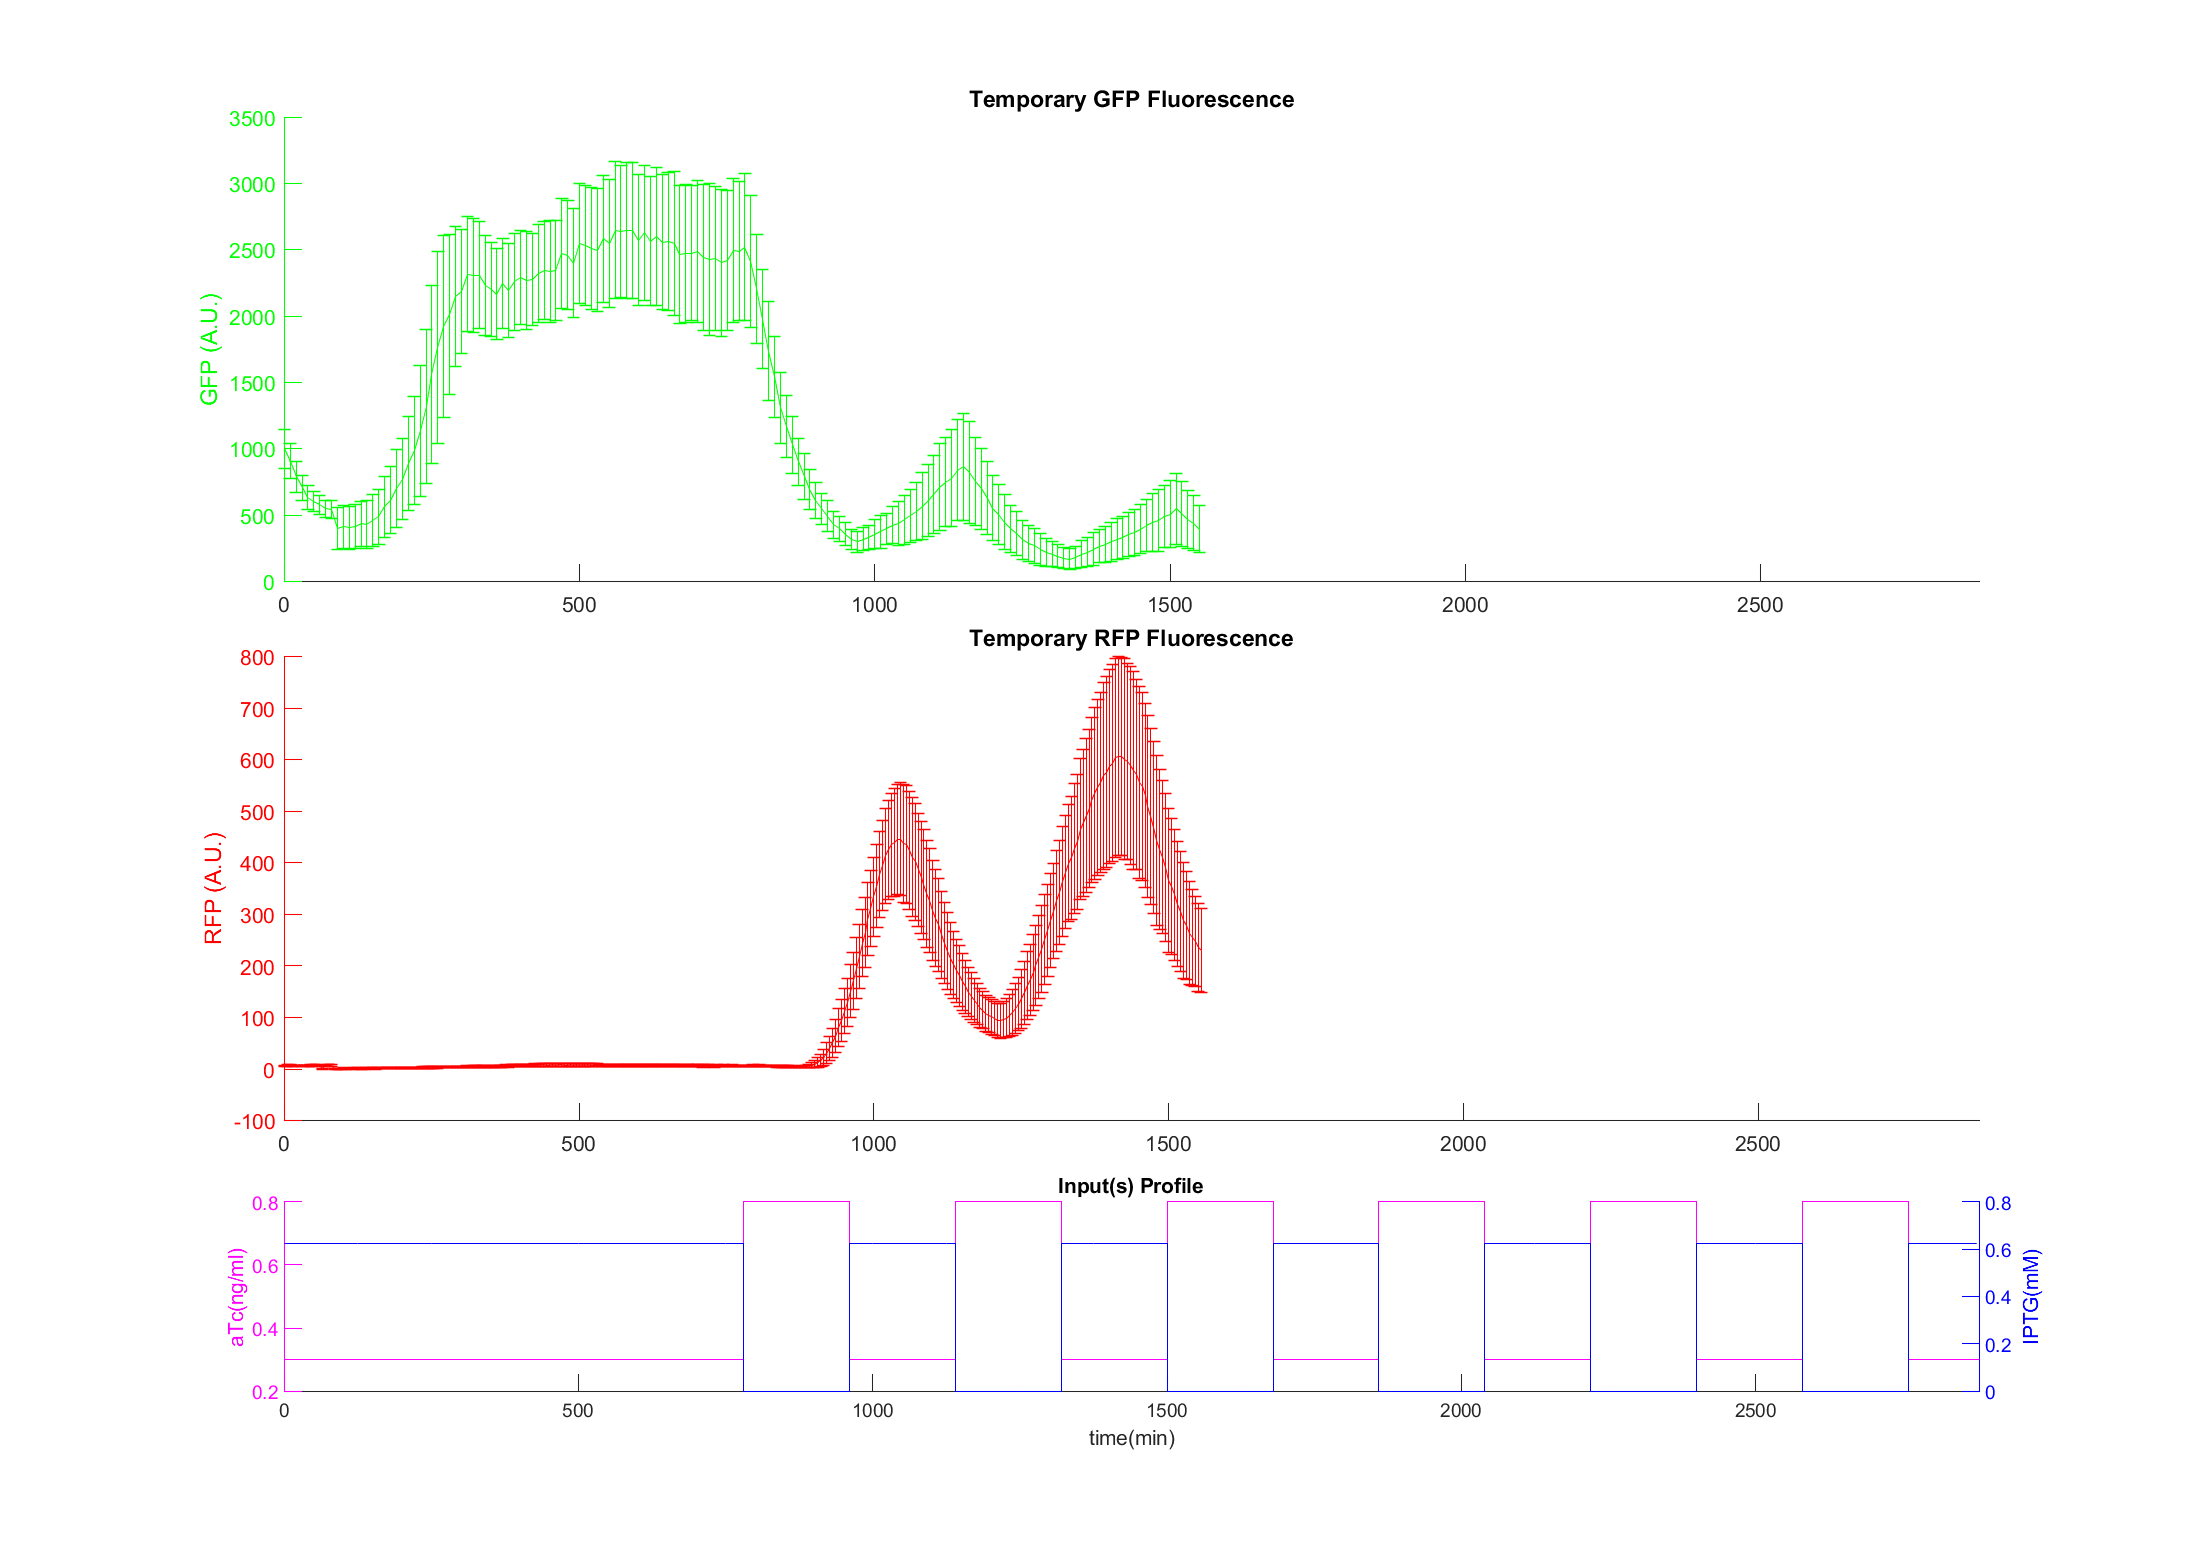 Temporary GFP Fluorescence
3500
3000
2500
2000
1500
1000
500
0
GFP (A.U.)
0 500 1000 1500 2000 2500
Temporary RFP Fluorescence
800
700
600
500
400
300
200
100
0
-100
RFP (A.U.)
0 500 1000 1500 2000 2500
Input(s) Profile
0.8
0.6
0.4
0.2
aTc(ng/ml)
0.8
0.6
0.4
0.2
0
IPTG(mM)
0 500 1000 1500 2000 2500
time(min)